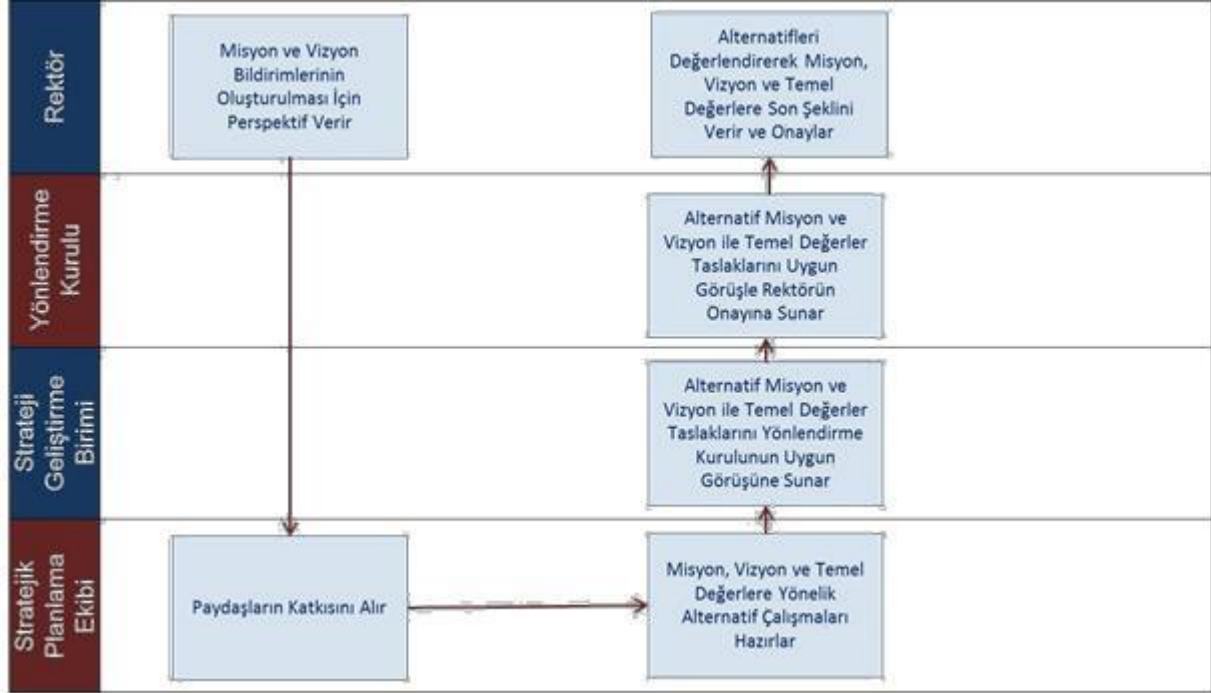 Rektör
Misyon ve Vizyon
Bildirimlerinin
Oluşturulması İçin
Perspektif Verir
Alternatifleri
Değerlendirerek Misyon,
Vizyon ve Temel
Değerlere Son Şeklini
Verir ve Onaylar
Yönlendirme
Kurulu
Alternatif Misyon ve
Vizyon ile Temel Değerler
Taslaklarını Uygun
Görüşle Rektörün
Onayına Sunar
Strateji
Geliştirme
Birimi
Alternatif Misyon ve
Vizyon ile Temel Değerler
Taslaklarını Yönlendirme
Kurulunun Uygun
Görüşüne Sunar
Stratejik
Planlama
Ekibi
Paydaşların Katkısını Alır
Misyon, Vizyon ve Temel
Değerlere Yönelik
Alternatif Çalışmaları
Hazırlar